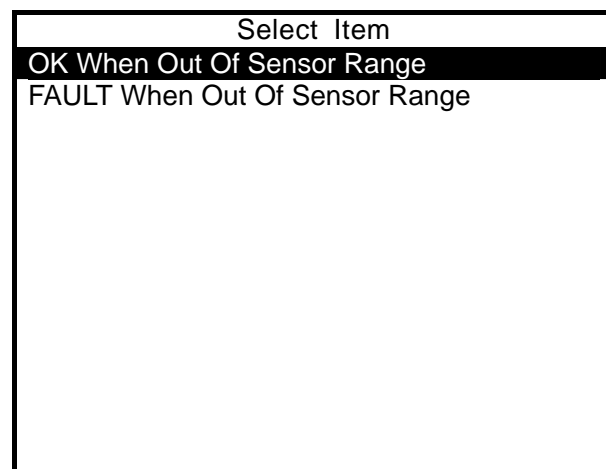 Select Item
OK When Out Of Sensor Range
FAULT When Out Of Sensor Range